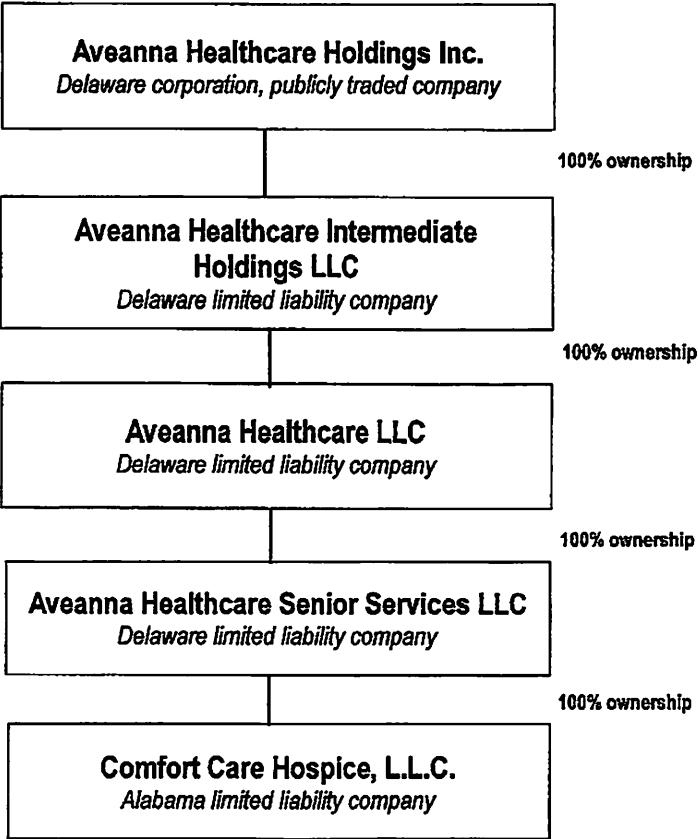 Aveanna Healthcare Holdings Inc.
Delaware corporation, publicly traded company
100% ownership
Aveanna Healthcare Intermediate
Holdings LLC
Delaware limited liability company
100% ownership
Aveanna Healthcare LLC
Delaware limited liability company
100% ownership
Aveanna Healthcare Senior Services LLC
Delaware limited liability company
100% ownership
Comfort Care Hospice, L.L.C.
Alabama limited liability company